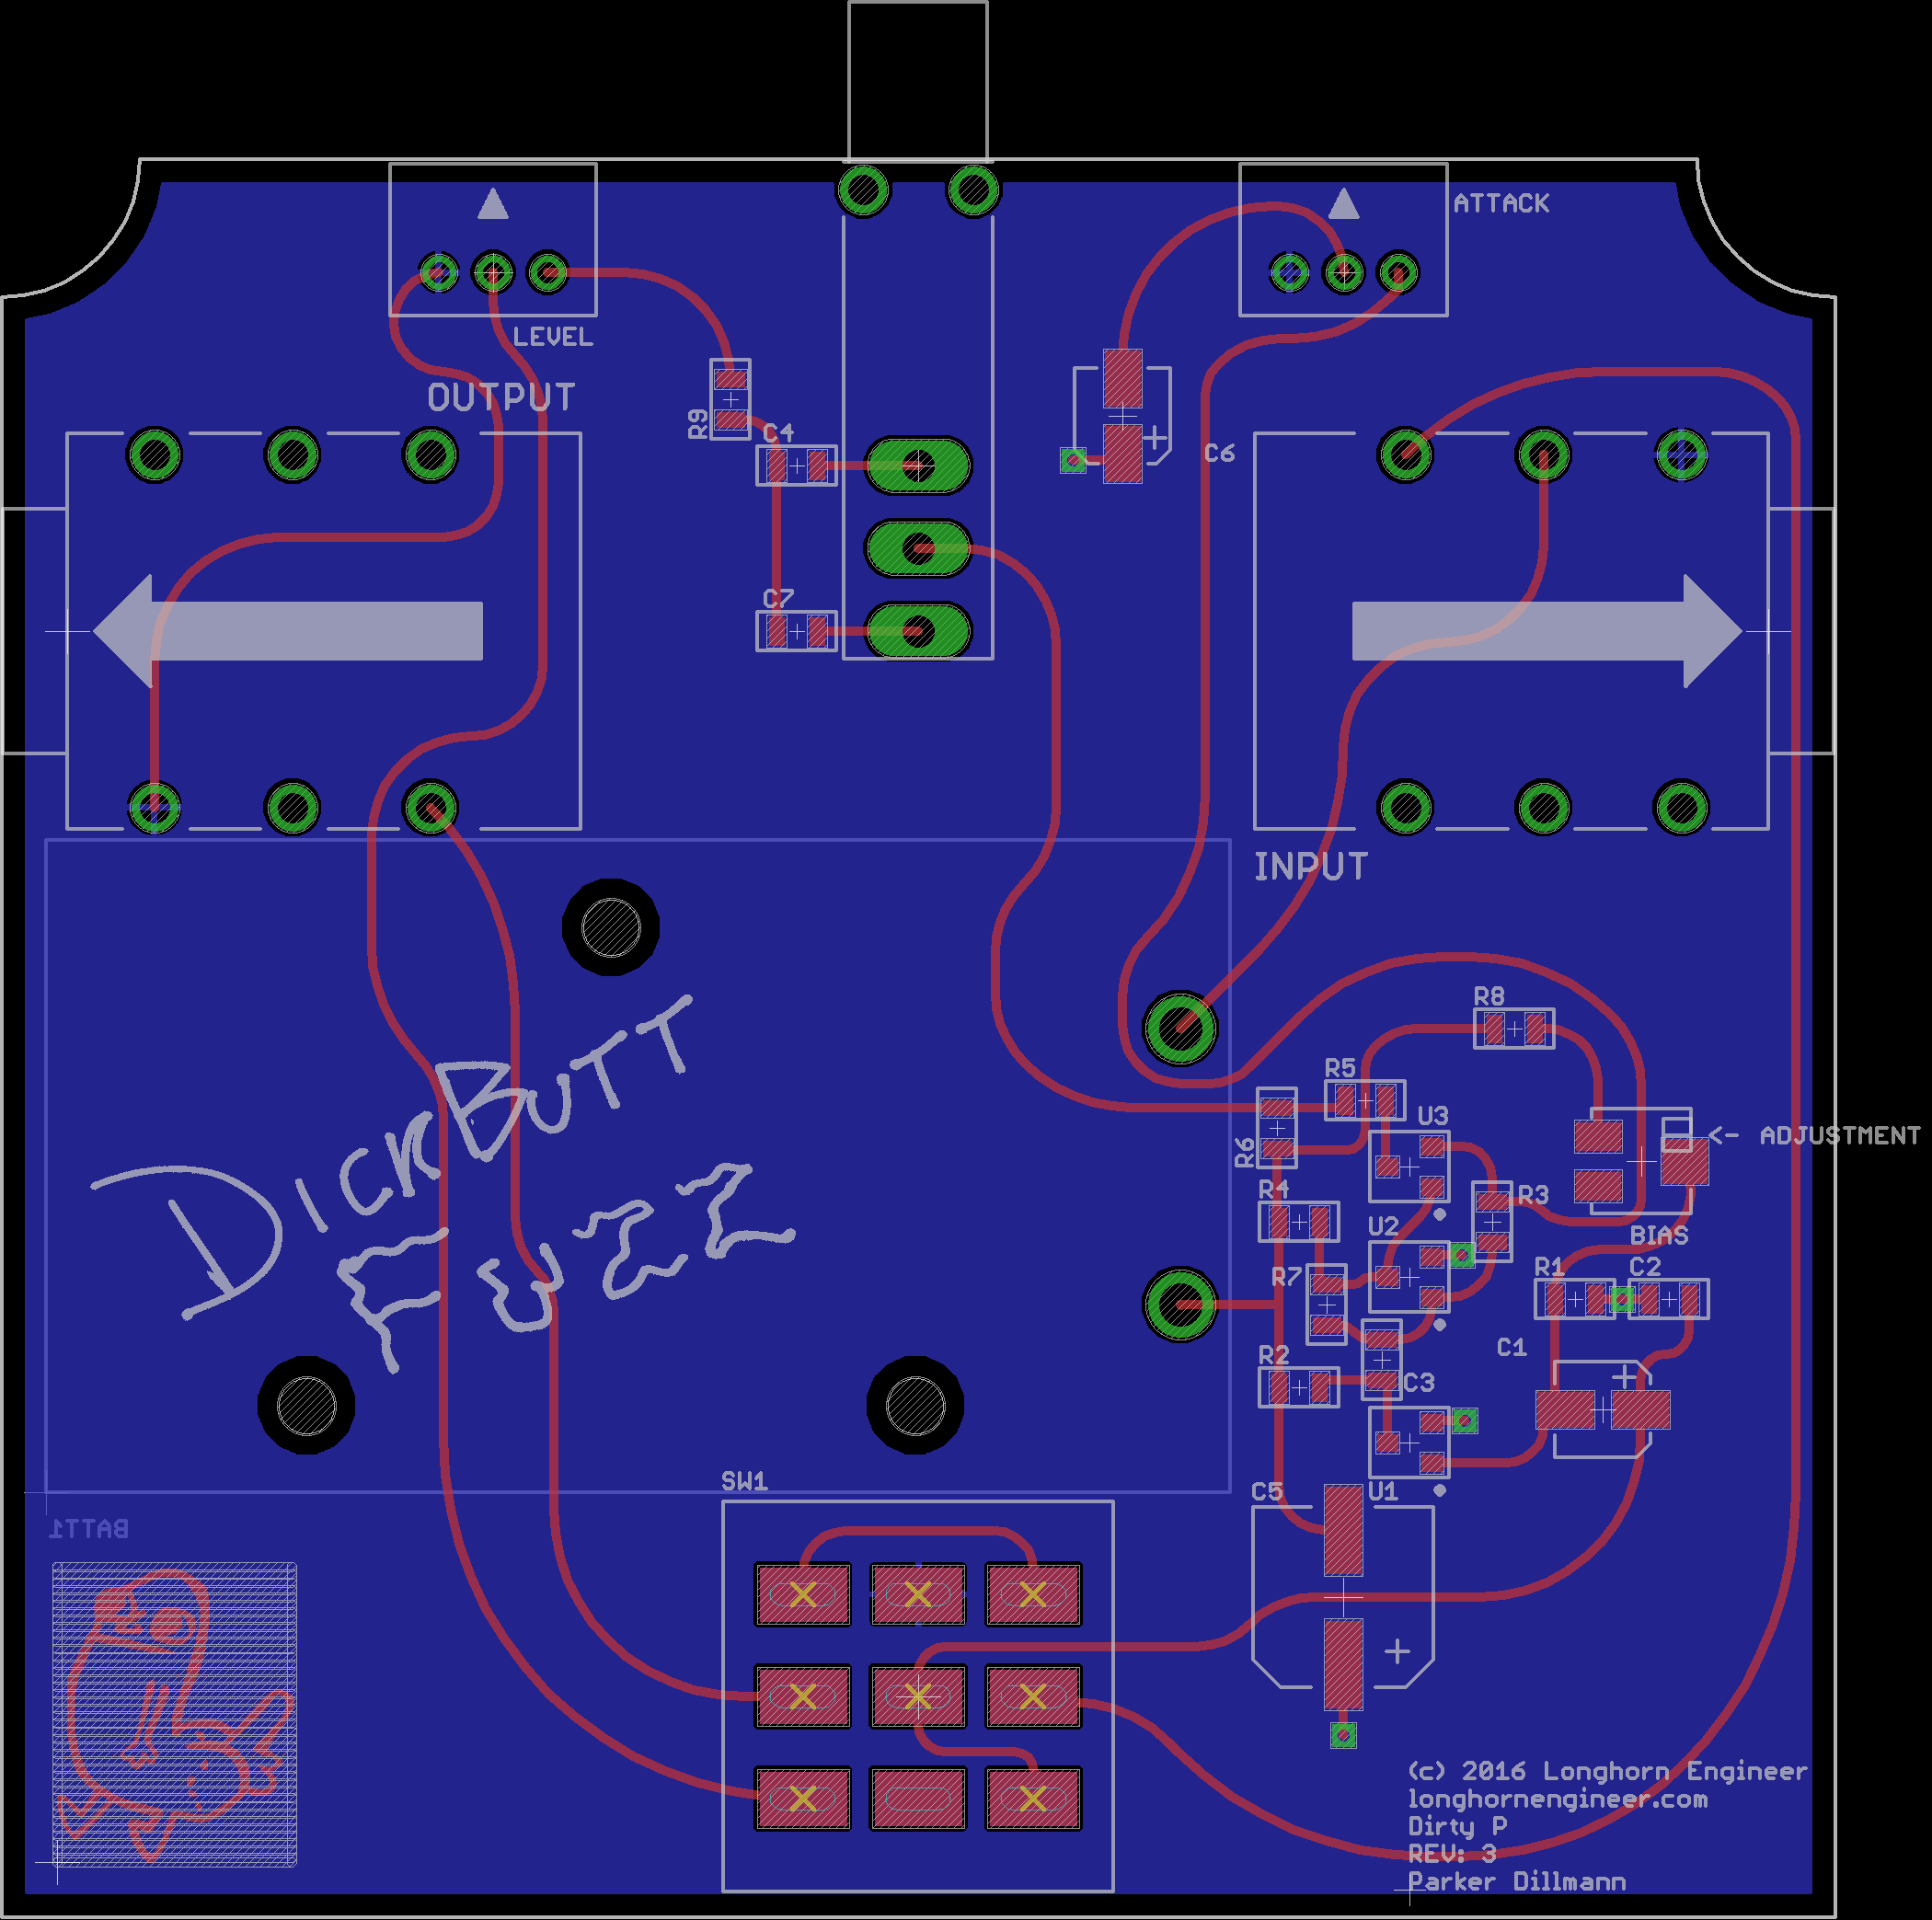 ATTACK
LEVEL
OUTPUT
R9
C4
C6
C7
INPUT
R8
R5
U3
<- ADJUSTMENT
R6
R4
R3
U2
BIAS
R7
R1
C2
DICKBUTT
FUZZ
C1
R2
C3
SW1
C5
U1
BATT1
(c) 2016 Longhorn Engineer
longhornengineer.com
Dirty P
REV: 3
Parker Dillmann